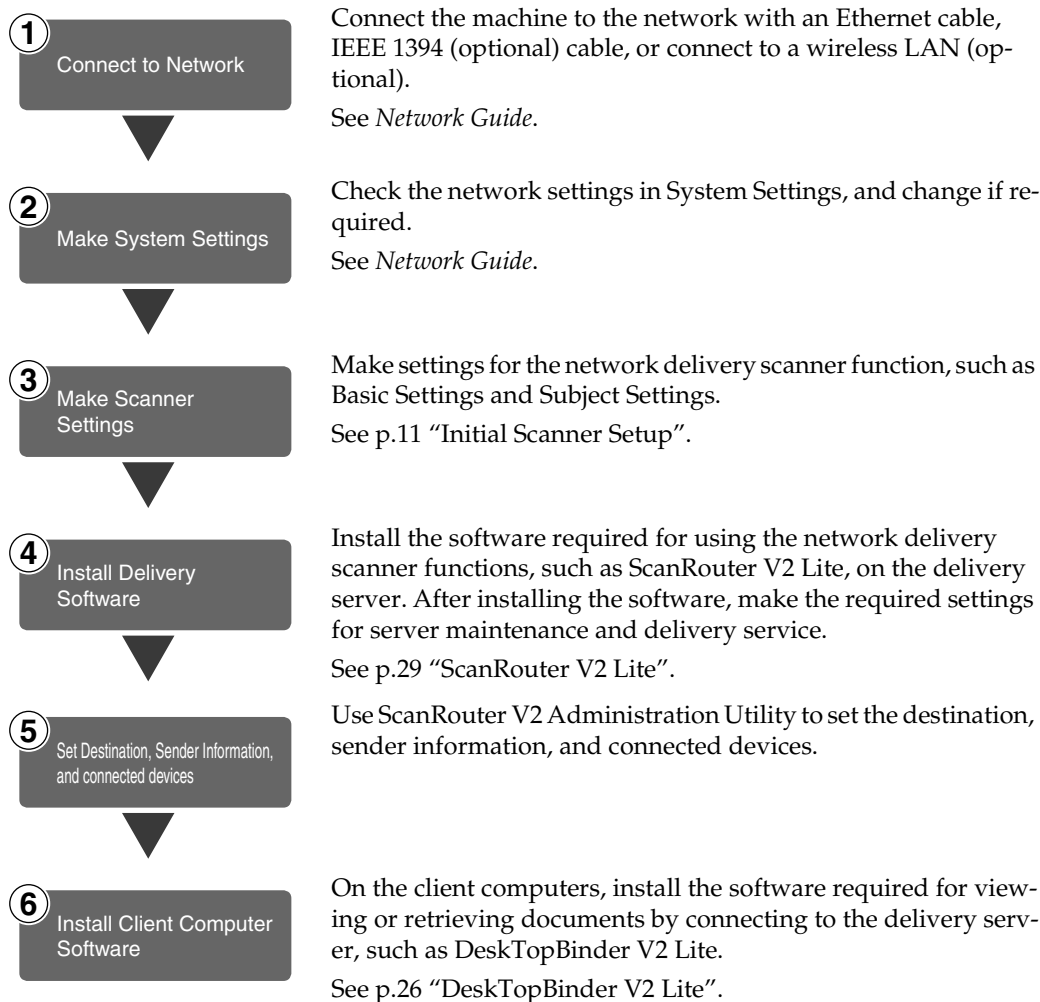 1
Connect to Network
Connect the machine to the network with an Ethernet cable,
IEEE 1394 (optional) cable, or connect to a wireless LAN (op-
tional).
See Network Guide.
2
Make System Settings
Check the network settings in System Settings, and change if re-
quired.
See Network Guide.
3
Make Scanner
Settings
Make settings for the network delivery scanner function, such as
Basic Settings and Subject Settings.
See p.11 “Initial Scanner Setup”.
4
Install Delivery
Software
Install the software required for using the network delivery
scanner functions, such as ScanRouter V2 Lite, on the delivery
server. After installing the software, make the required settings
for server maintenance and delivery service.
See p.29 “ScanRouter V2 Lite”.
5
Set Destination, Sender Information,
and connected devices
Use ScanRouter V2 Administration Utility to set the destination,
sender information, and connected devices.
6
Install Client Computer
Software
On the client computers, install the software required for view-
ing or retrieving documents by connecting to the delivery serv-
er, such as DeskTopBinder V2 Lite.
See p.26 “DeskTopBinder V2 Lite”.